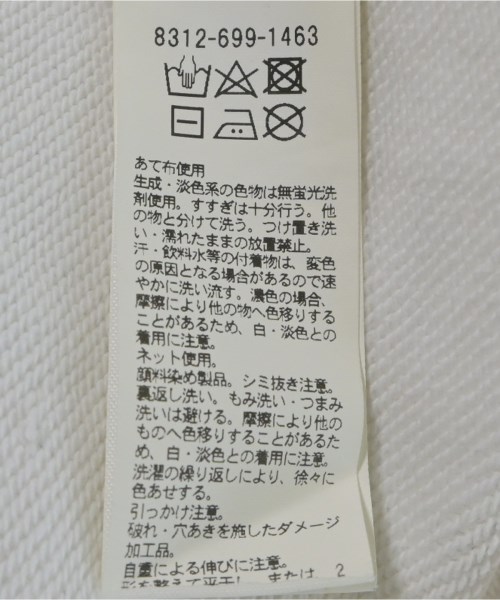 8312-699-1463
あて布使用
生成・淡色系の色物は無蛍光洗
剤使用。すすぎは十分行う。他
の物と分けて洗う。つけ置き洗
い・濡れたままの放置禁止。
汗・飲料水等の付着物は、変色
の原因となる場合があるので速
やかに洗い流す。濃色の場合、
摩擦により他の物へ色移りする
ことがあるため、白・淡色との
着用に注意。
ネット使用。
顔料染め製品。シミ抜き注意。
裏返し洗い。もみ洗い・つまみ
洗いは避ける。摩擦により他の
ものへ色移りすることがあるた
め、白・淡色との着用に注意。
洗濯の繰り返しにより、徐々に
色あせする。
引っかけ注意。
破れ・穴あきを施したダメージ
加工品。
自重による伸びに注意。
形を整えて平干し、または 2